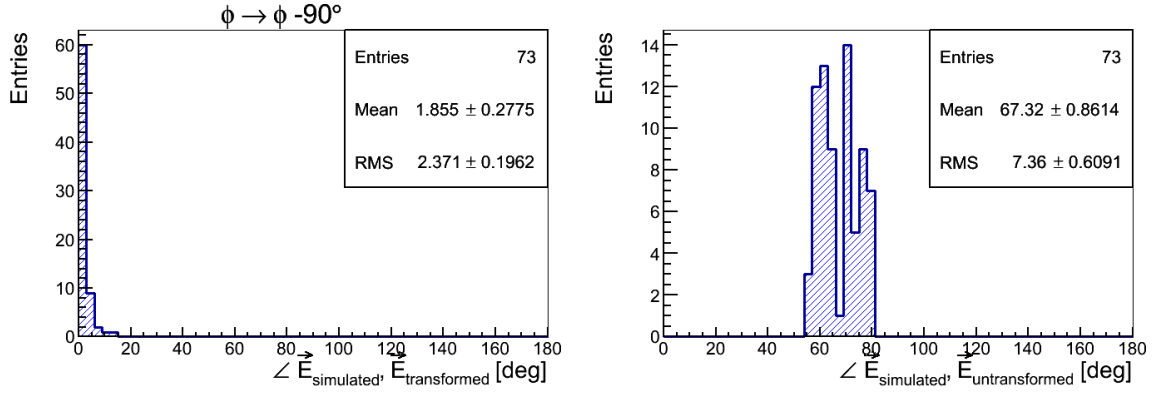 ϕ → ϕ -90°
Entries
60
50
40
30
20
10
0
0 20 40 60 80 100 120 140 160 180
∠ E⃗simulated, E⃗transformed [deg]
Entries 73
Mean 1.855 ± 0.2775
RMS 2.371 ± 0.1962
Entries
14
12
10
8
6
4
2
0
0 20 40 60 80 100 120 140 160 180
∠ E⃗simulated, E⃗untransformed [deg]
Entries 73
Mean 67.32 ± 0.8614
RMS 7.36 ± 0.6091